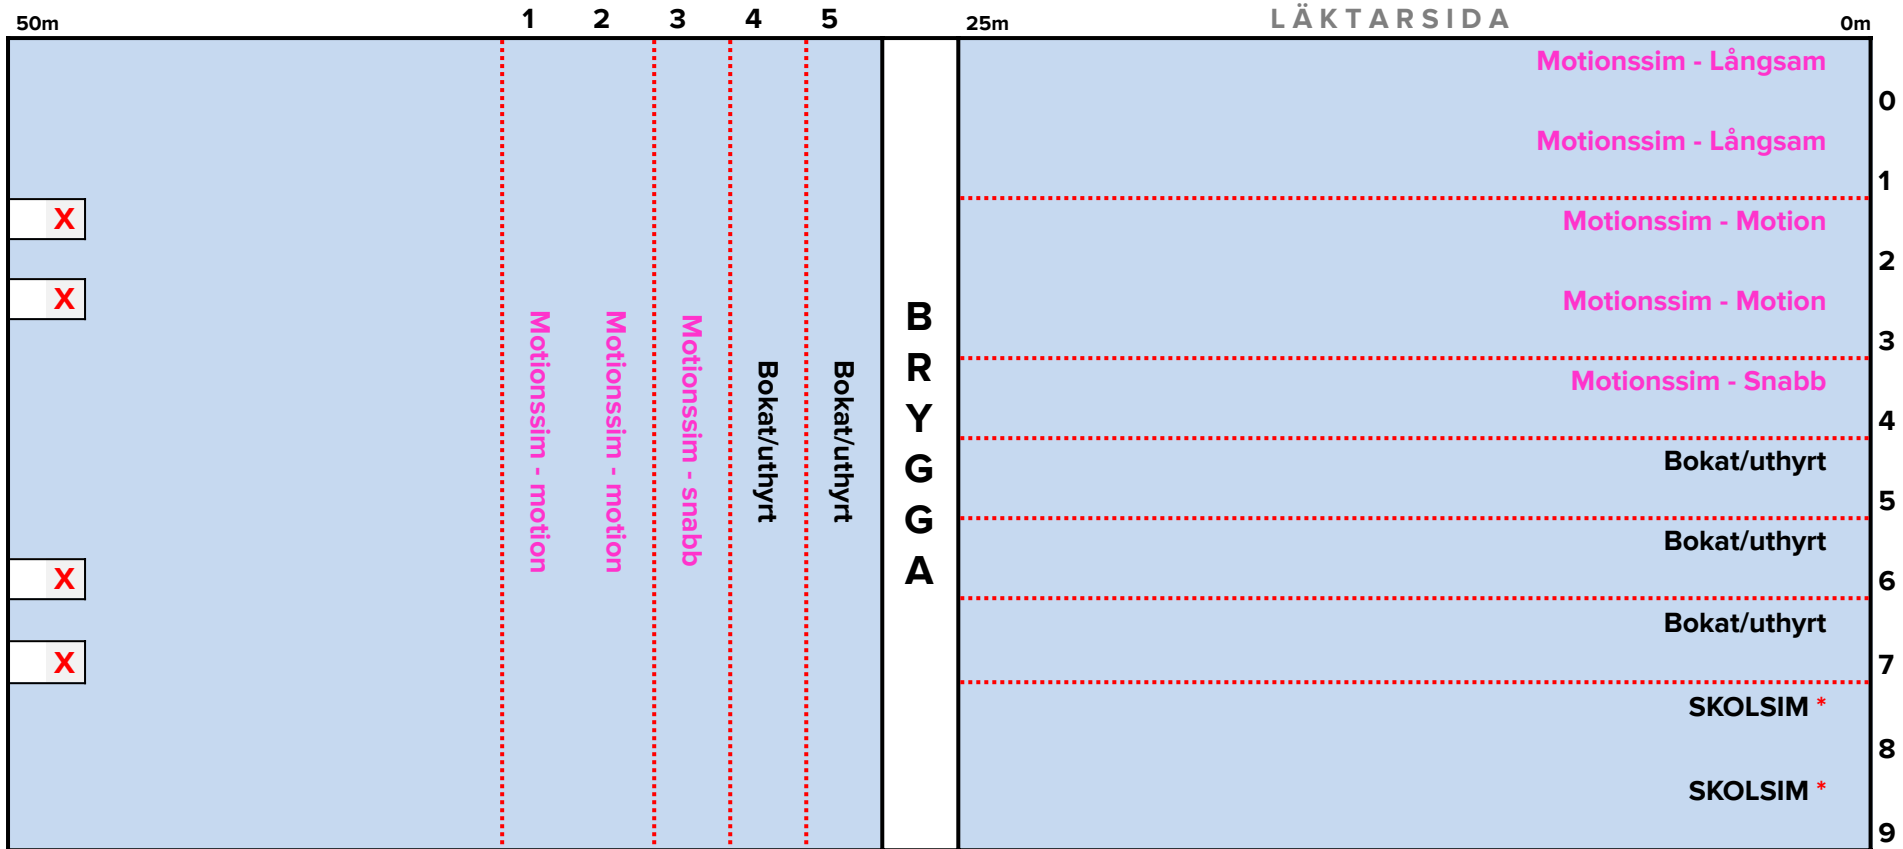 50m 1 2 3 4 5 25m LÄKTARSIDA 0m
Motionssim - Långsam
0
Motionssim - Långsam
1
X
Motionssim - Motion
2
X
Motionssim - Motion
3
Motionssim - Snabb
4
Bokat/uthyrt
5
Bokat/uthyrt
6
X
Bokat/uthyrt
7
X
SKOLSIM *
8
SKOLSIM *
9
Motionssim - motion
Motionssim - motion
Motionssim - snabb
Bokat/uthyrt
Bokat/uthyrt
B
R
Y
G
G
A